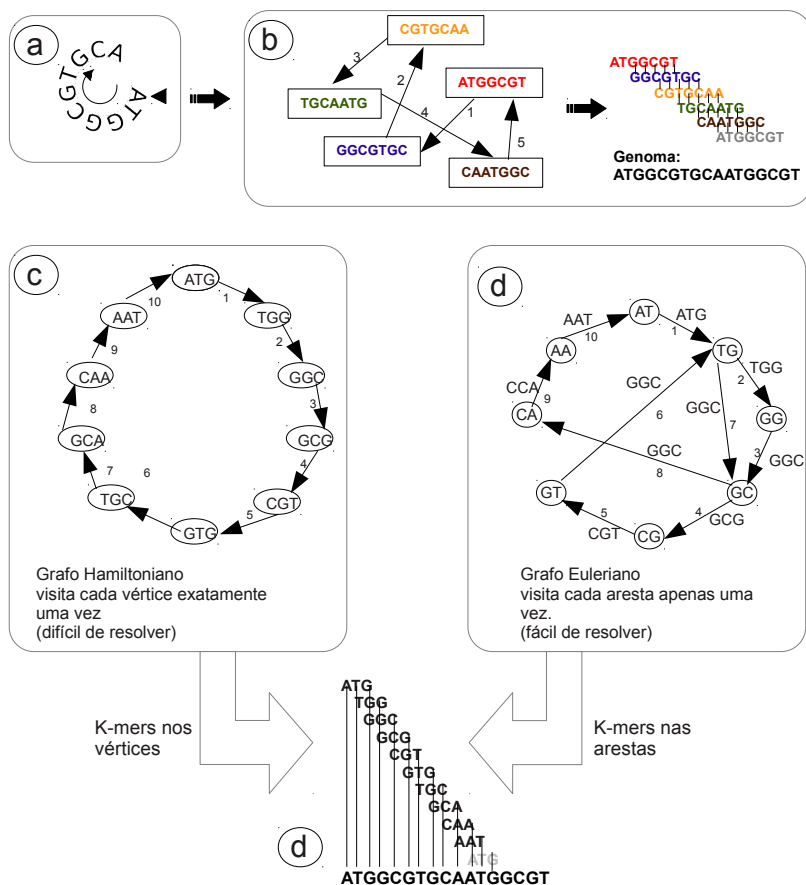 a
ATGGCGTGCA
b
CGTGCAA
3
2
ATGGCGT
TGCAATG
4
1
GGCGTGC
5
CAATGGC
ATGGCGT
GGCGTGC
CGTGCAA
TGCAATG
CAATGGC
ATGGCGT
Genoma:
ATGGCGTGCAATGGCGT
c
ATG
10
1
AAT
TGG
2
9
GGC
CAA
3
8
GCG
GCA
4
7
6
TGC
CGT
5
GTG
Grafo Hamiltoniano
visita cada vértice exatamente
uma vez
(difícil de resolver)
d
AT
ATG
AAT
1
10
TG
AA
TGG
2
GGC
CCA
9
GGC
6
7
CA
GG
GGC
3
GGC
8
GT
GC
4
GCG
5
CGT
CG
Grafo Euleriano
visita cada aresta apenas uma
vez.
(fácil de resolver)
K-mers nos
vértices
K-mers nas
arestas
ATG
TGG
GGC
GCG
CGT
GTG
TGC
GCA
CAA
AAT
ATG
d
ATGGCGTGCAATGGCGT